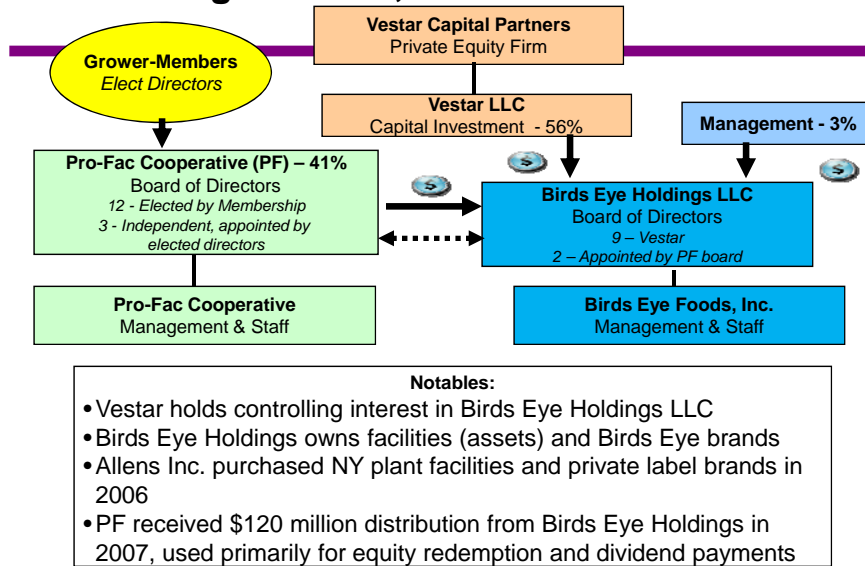 Vestar Capital Partners
Private Equity Firm
Grower-Members
Elect Directors
Vestar LLC
Capital Investment - 56%
Management - 3%
Pro-Fac Cooperative (PF) – 41%
Board of Directors
12 - Elected by Membership
3 - Independent, appointed by
elected directors
$
$
$
Birds Eye Holdings LLC
Board of Directors
9 – Vestar
2 – Appointed by PF board
Pro-Fac Cooperative
Management & Staff
Birds Eye Foods, Inc.
Management & Staff
Notables:
•Vestar holds controlling interest in Birds Eye Holdings LLC
•Birds Eye Holdings owns facilities (assets) and Birds Eye brands
•Allens Inc. purchased NY plant facilities and private label brands in
2006
•PF received $120 million distribution from Birds Eye Holdings in
2007, used primarily for equity redemption and dividend payments